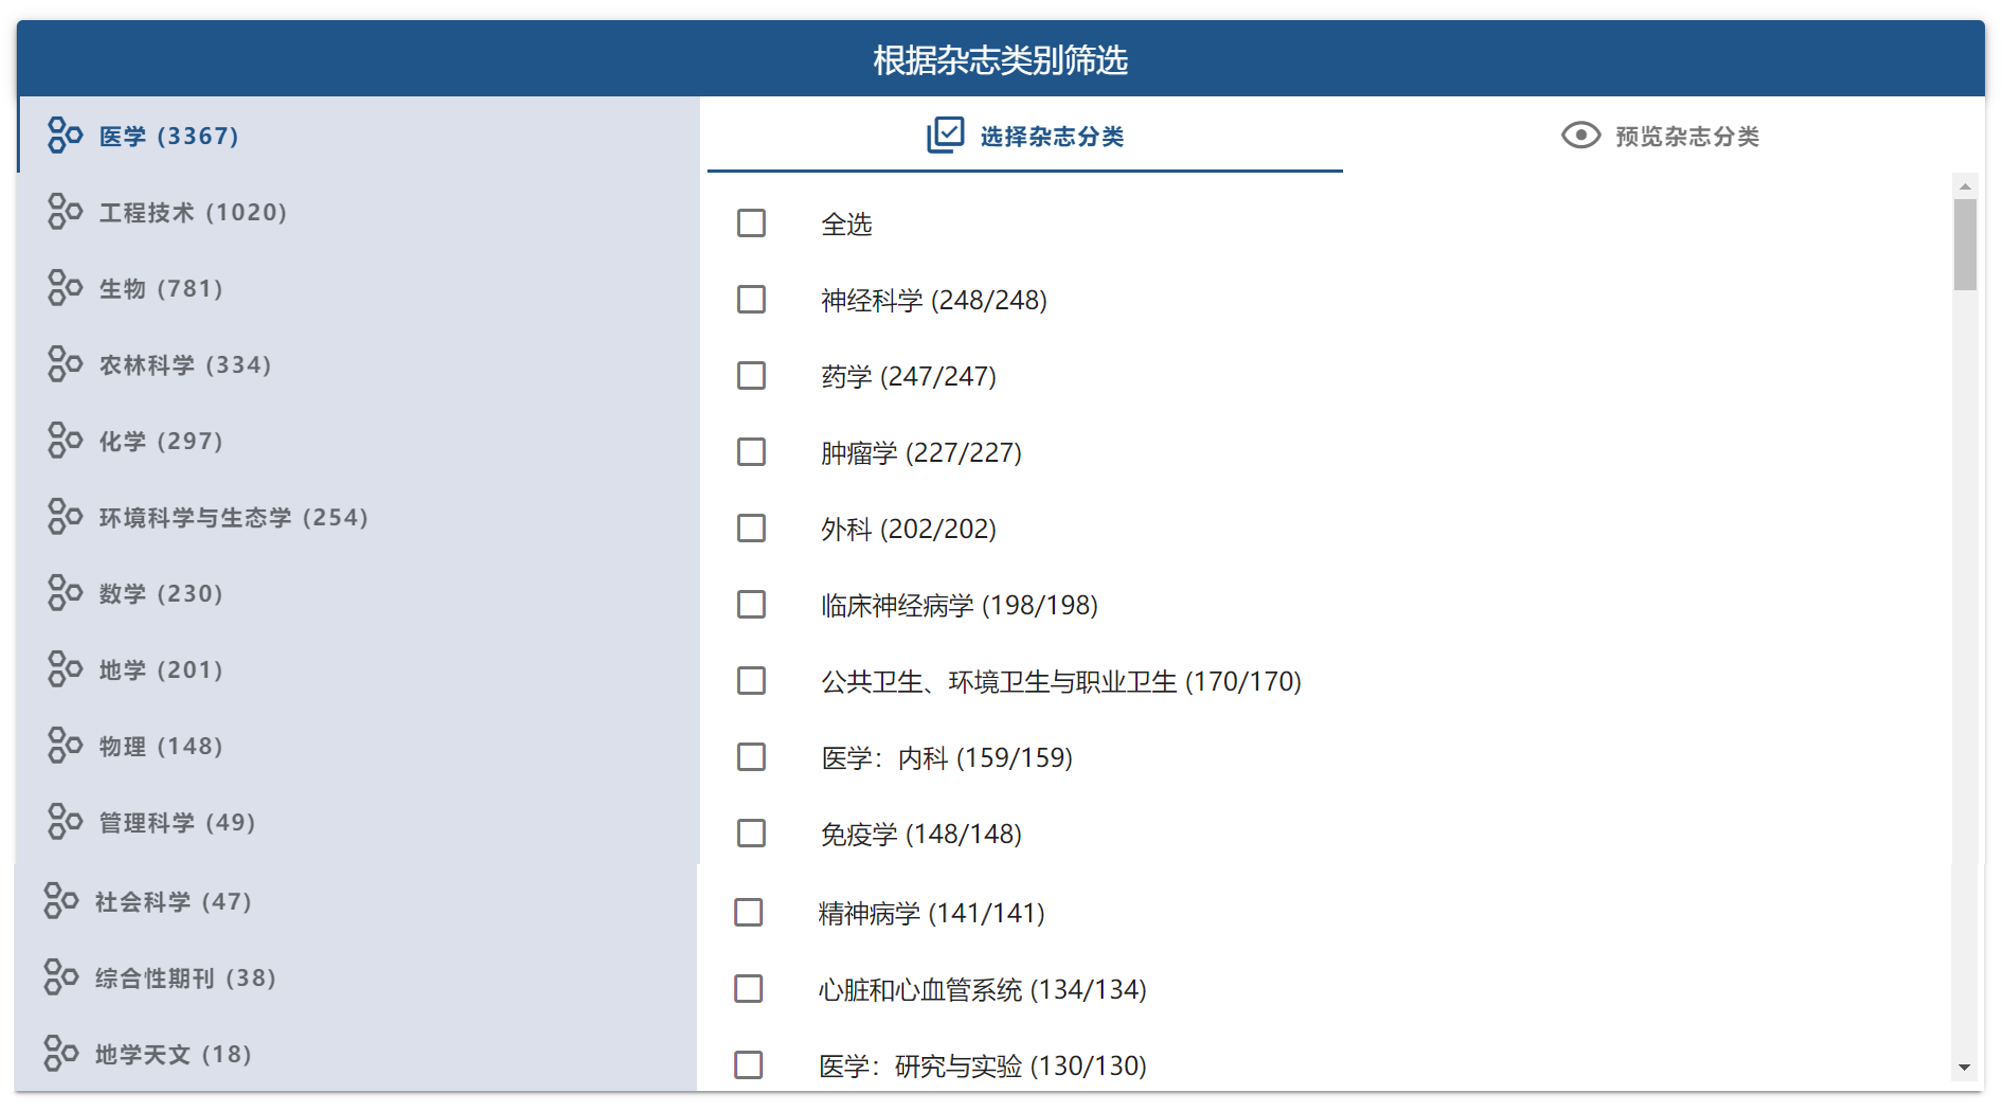 根据杂志类别筛选
医学 (3367)
工程技术 (1020)
生物 (781)
农林科学 (334)
化学 (297)
环境科学与生态学 (254)
数学 (230)
地学 (201)
物理 (148)
管理科学 (49)
社会科学 (47)
综合性期刊 (38)
地学天文 (18)
选择杂志分类
预览杂志分类
全选
神经科学 (248/248)
药学 (247/247)
肿瘤学 (227/227)
外科 (202/202)
临床神经病学 (198/198)
公共卫生、环境卫生与职业卫生 (170/170)
医学：内科 (159/159)
免疫学 (148/148)
精神病学 (141/141)
心脏和心血管系统 (134/134)
医学：研究与实验 (130/130)